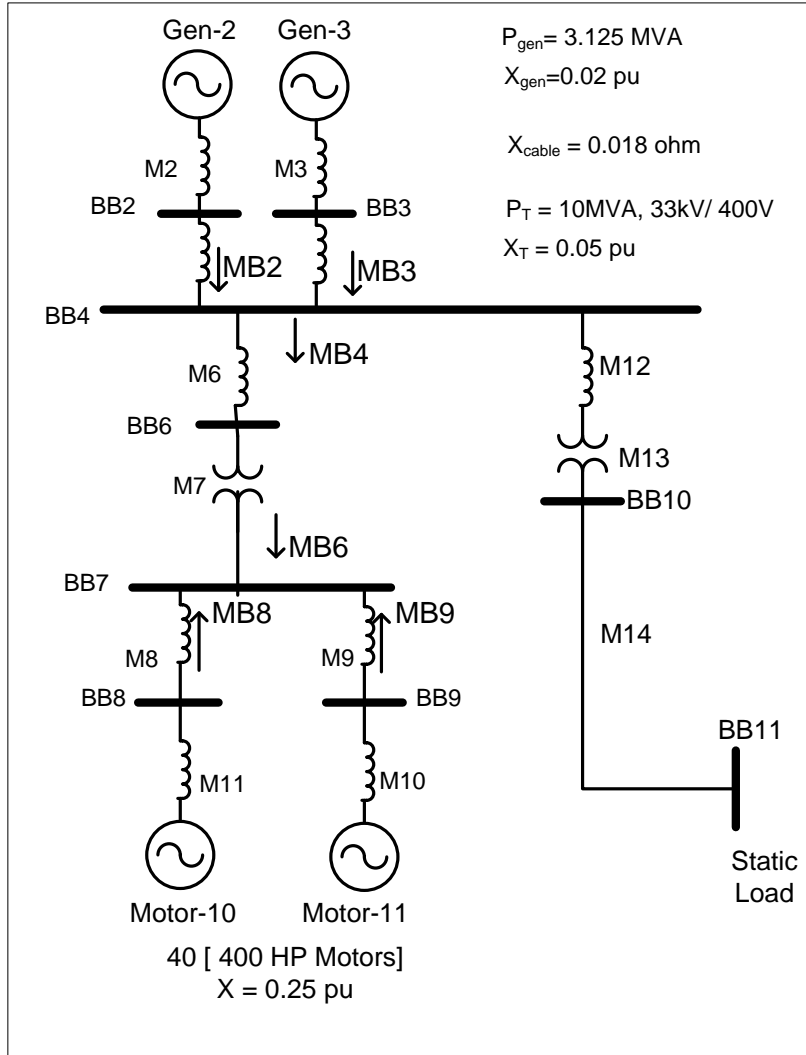 Gen-2
Gen-3
Pgen= 3.125 MVA
Xgen=0.02 pu
Xcable = 0.018 ohm
PT = 10MVA, 33kV/ 400V
XT = 0.05 pu
M2
M3
BB2
BB3
MB2
MB3
BB4
MB4
M6
M12
BB6
M7
M13
BB10
MB6
BB7
MB8
MB9
M8
M9
M14
BB8
BB9
BB11
M11
M10
Static
Load
Motor-10
Motor-11
40 [ 400 HP Motors]
X = 0.25 pu